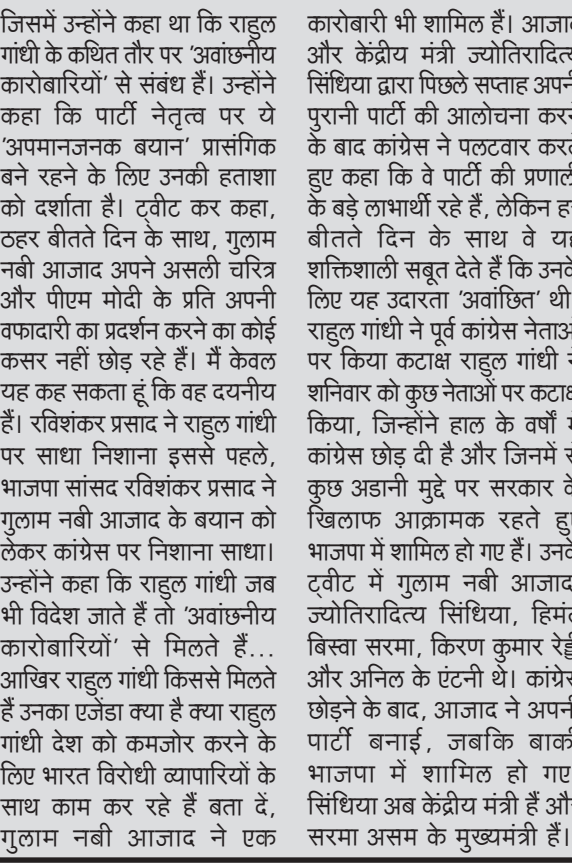 जिसमें उन्होंने कहा था कि राहुल
गांधी के कथित तौर पर 'अवांछनीय
कारोबारियों' से संबंध हैं। उन्होंने
कहा कि पार्टी नेतृत्व पर ये
'अपमानजनक बयान' प्रासंगिक
बने रहने के लिए उनकी हताशा
को दर्शाता है। ट्वीट कर कहा,
ठहर बीतते दिन के साथ, गुलाम
नबी आजाद अपने असली चरित्र
और पीएम मोदी के प्रति अपनी
वफादारी का प्रदर्शन करने का कोई
कसर नहीं छोड़ रहे हैं। मैं केवल
यह कह सकता हूं कि वह दयनीय
हैं। रविशंकर प्रसाद ने राहुल गांधी
पर साधा निशाना इससे पहले,
भाजपा सांसद रविशंकर प्रसाद ने
गुलाम नबी आजाद के बयान को
लेकर कांग्रेस पर निशाना साधा।
उन्होंने कहा कि राहुल गांधी जब
भी विदेश जाते हैं तो 'अवांछनीय
कारोबारियों' से मिलते हैं...
आखिर राहुल गांधी किससे मिलते
हैं उनका एजेंडा क्या है क्या राहुल
गांधी देश को कमजोर करने के
लिए भारत विरोधी व्यापारियों के
साथ काम कर रहे हैं बता दें,
गुलाम नबी आजाद ने एक
कारोबारी भी शामिल हैं। आजाद
और केंद्रीय मंत्री ज्योतिरादित्य
सिंधिया द्वारा पिछले सप्ताह अपनी
पुरानी पार्टी की आलोचना करने
के बाद कांग्रेस ने पलटवार करते
हुए कहा कि वे पार्टी की प्रणाली
के बड़े लाभार्थी रहे हैं, लेकिन हर
बीतते दिन के साथ वे यह
शक्तिशाली सबूत देते हैं कि उनके
लिए यह उदारता 'अवांछित' थी
राहुल गांधी ने पूर्व कांग्रेस नेताओं
पर किया कटाक्ष राहुल गांधी ने
शनिवार को कुछ नेताओं पर कटाक्ष
किया, जिन्होंने हाल के वर्षों में
कांग्रेस छोड़ दी है और जिनमें से
कुछ अडानी मुद्दे पर सरकार के
खिलाफ आक्रामक रहते हुए
भाजपा में शामिल हो गए हैं। उनके
ट्वीट में गुलाम नबी आजाद,
ज्योतिरादित्य सिंधिया, हिमंत
बिस्वा सरमा, किरण कुमार रेड्डी
और अनिल के एंटनी थे। कांग्रेस
छोड़ने के बाद, आजाद ने अपनी
पार्टी बनाई, जबकि बाकी
भाजपा में शामिल हो गए
सिंधिया अब केंद्रीय मंत्री हैं और
सरमा असम के मुख्यमंत्री हैं।